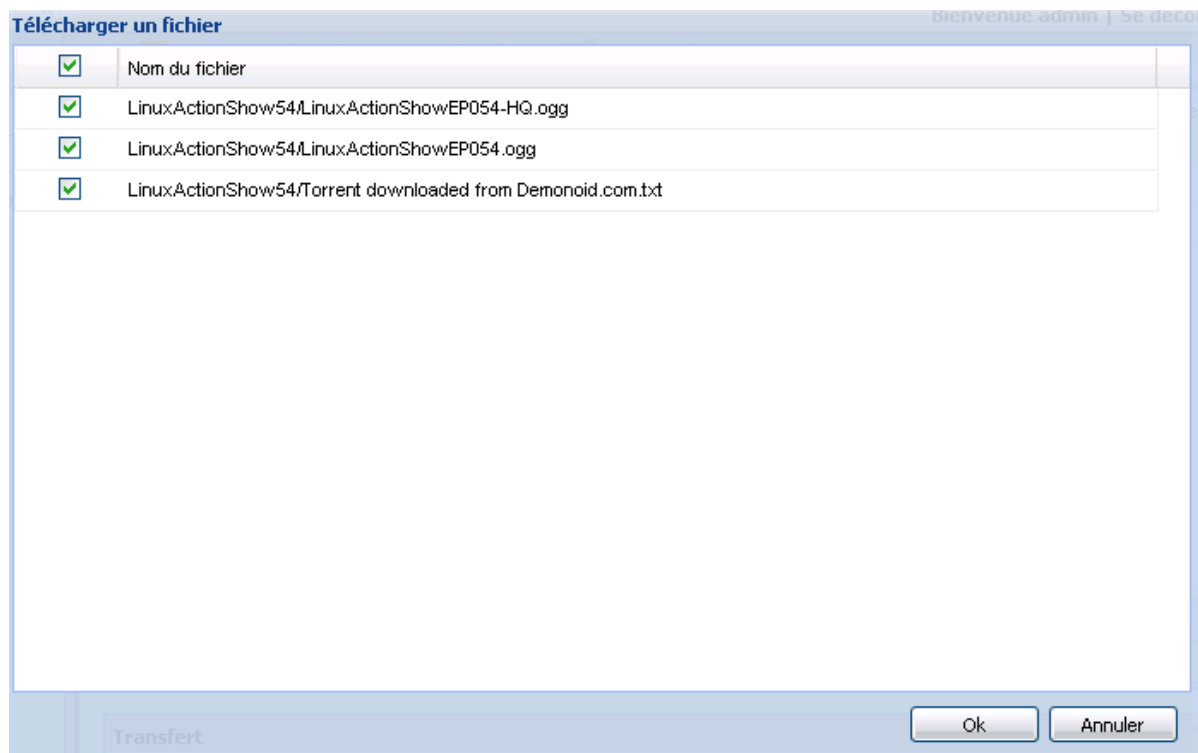 Bienvenue admin | Se déco
Télécharger un fichier
Nom du fichier
LinuxActionShow54/LinuxActionShowEP054-HQ.ogg
LinuxActionShow54/LinuxActionShowEP054.ogg
LinuxActionShow54/Torrent downloaded from Demonoid.com.txt
Ok
Annuler
Transfert